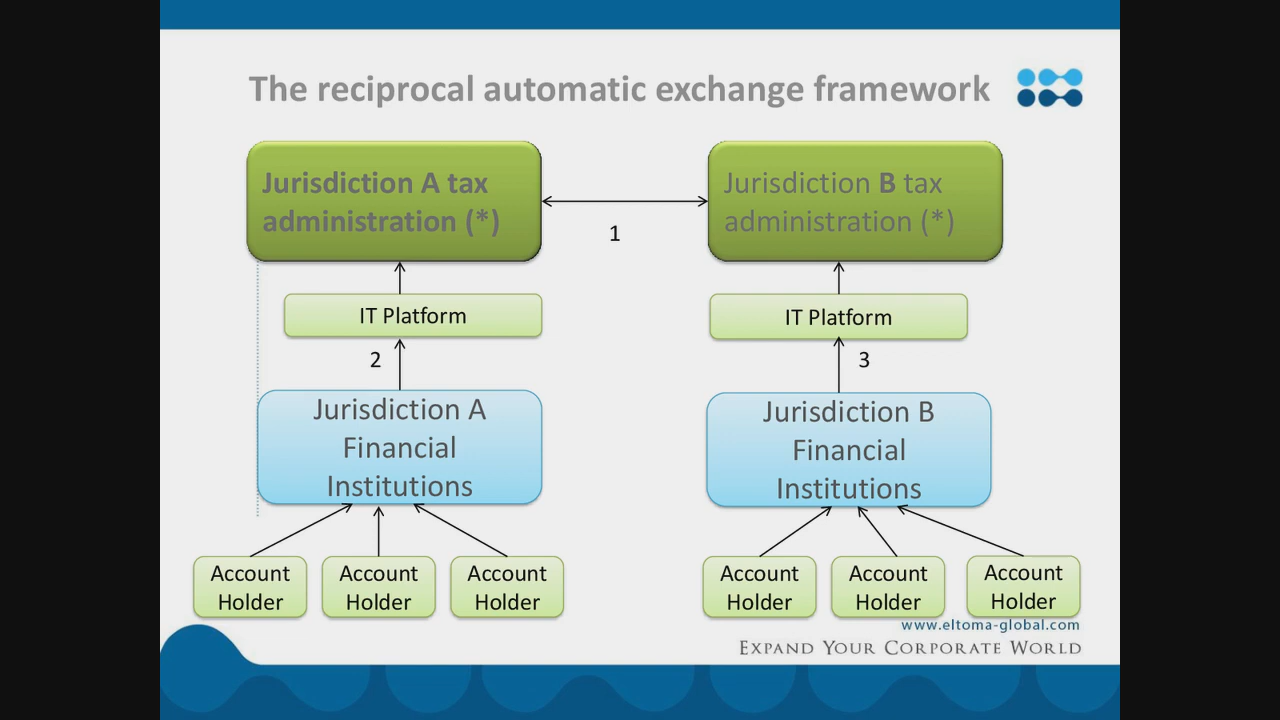 The reciprocal automatic exchange framework
Jurisdiction A tax
administration (*)
Jurisdiction B tax
administration (*)
1
IT Platform
IT Platform
2
3
Jurisdiction A
Financial
Institutions
Jurisdiction B
Financial
Institutions
Account
Holder
Account
Holder
Account
Holder
Account
Holder
Account
Holder
Account
Holder
www.eltoma-global.com
Expand Your Corporate World